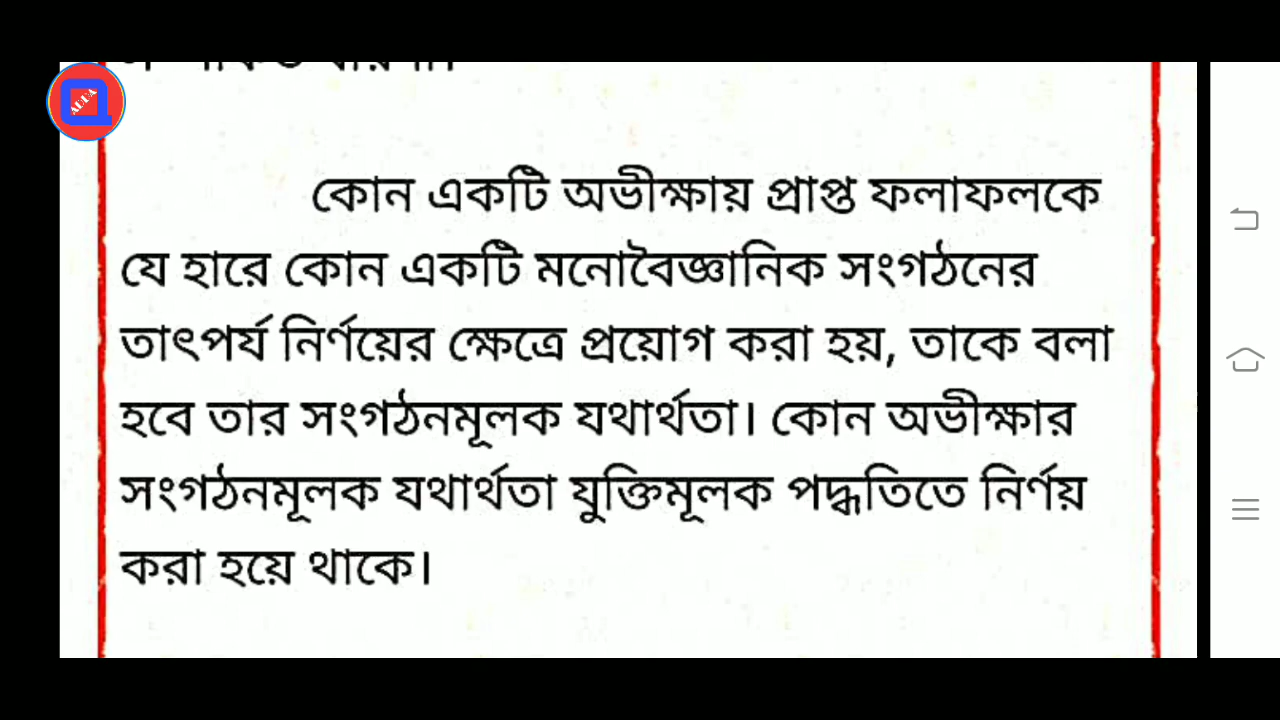 কোন একটি অভীক্ষায় প্রাপ্ত ফলাফলকে
যে হারে কোন একটি মনোবৈজ্ঞানিক সংগঠনের
তাৎপর্য নির্ণয়ের ক্ষেত্রে প্রয়োগ করা হয়, তাকে বলা
হবে তার সংগঠনমূলক যথার্থতা। কোন অভীক্ষার
সংগঠনমূলক যথার্থতা যুক্তিমূলক পদ্ধতিতে নির্ণয়
করা হয়ে থাকে।